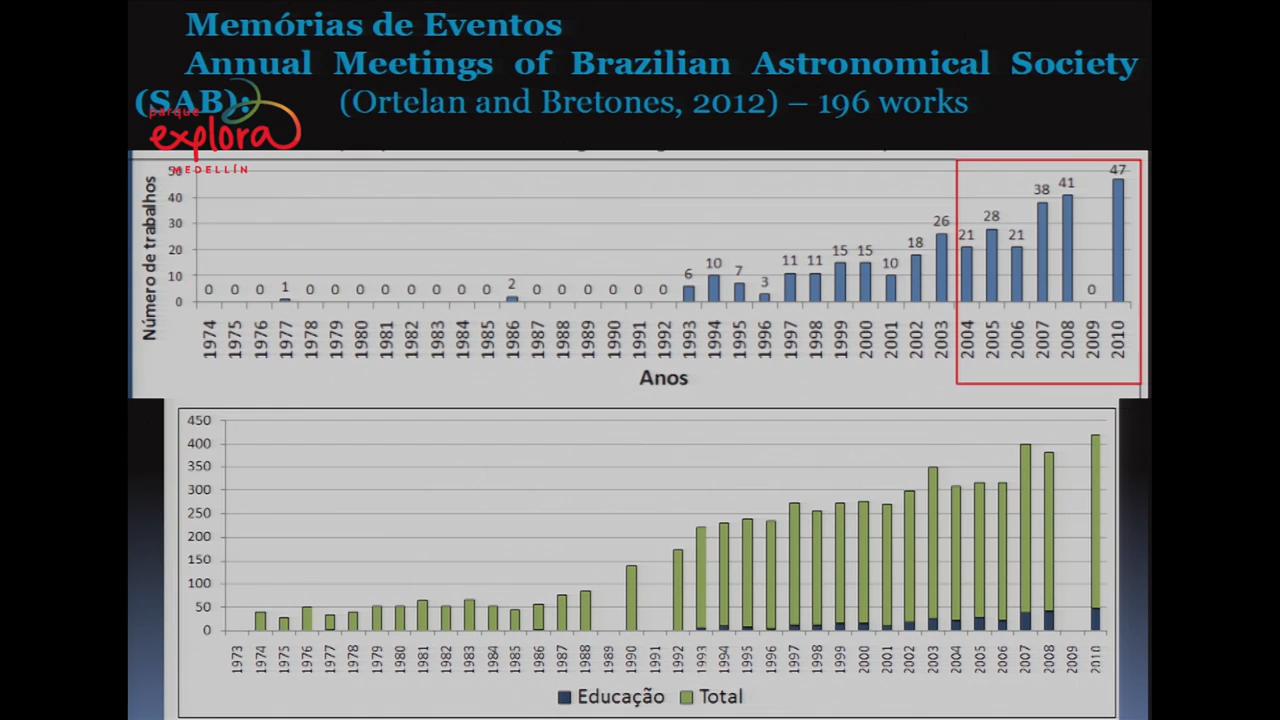 Memórias de Eventos
Annual Meetings of Brazilian Astronomical Society
(SAB): (Ortelan and Bretones, 2012) – 196 works
parque
explora
MEDELLÍN
Número de trabalhos
50
40
30
20
10
0
0 0 0 1 0 0 0 0 0 0 0 0 2 0 0 0 0 0 0 6 10 7 3 11 11 15 15 10 18 26 21 28 21 38 41 0 47
1974 1975 1976 1977 1978 1979 1980 1981 1982 1983 1984 1985 1986 1987 1988 1989 1990 1991 1992 1993 1994 1995 1996 1997 1998 1999 2000 2001 2002 2003 2004 2005 2006 2007 2008 2009 2010
Anos
450
400
350
300
250
200
150
100
50
0
1973 1974 1975 1976 1977 1978 1979 1980 1981 1982 1983 1984 1985 1986 1987 1988 1989 1990 1991 1992 1993 1994 1995 1996 1997 1998 1999 2000 2001 2002 2003 2004 2005 2006 2007 2008 2009 2010
Educação Total